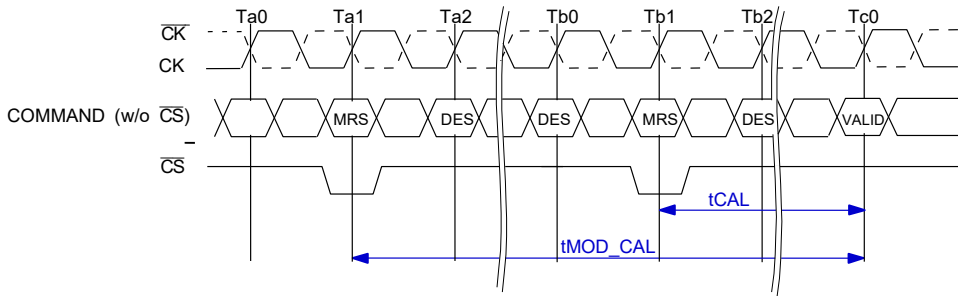 Ta0 Ta1 Ta2 Tb0 Tb1 Tb2 Tc0
CK
CK
COMMAND (w/o CS)
MRS DES DES MRS DES VALID
CS
tCAL
tMOD_CAL